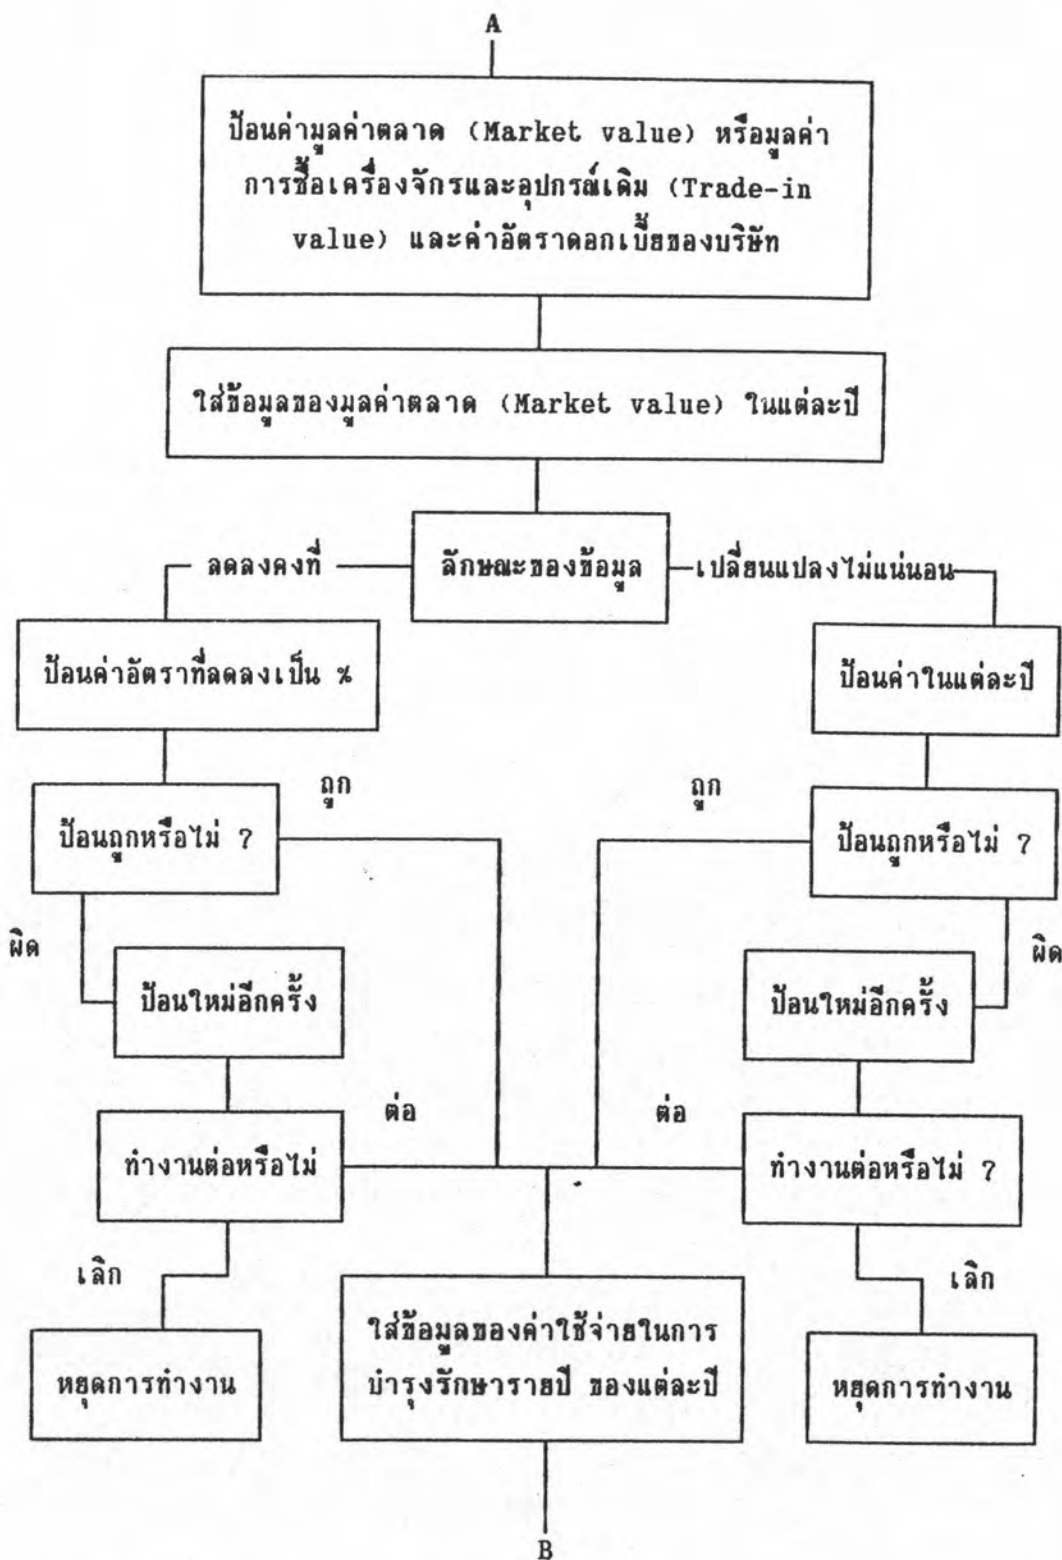 A
ป้อนค่ามูลค่าตลาด (Market value) หรือมูลค่า
การซื้อเครื่องจักรและอุปกรณ์เดิม (Trade-in
value) และค่าอัตราดอกเบี้ยของบริษัท
ใส่ข้อมูลของมูลค่าตลาด (Market value) ในแต่ละปี
ลดลงคงที่
ลักษณะของข้อมูล
เปลี่ยนแปลงไม่แน่นอน
ป้อนค่าอัตราที่ลดลงเป็น %
ป้อนค่าในแต่ละปี
ถูก
ถูก
ป้อนถูกหรือไม่ ?
ป้อนถูกหรือไม่ ?
ผิด
ผิด
ป้อนใหม่อีกครั้ง
ป้อนใหม่อีกครั้ง
ต่อ
ต่อ
ทำงานต่อหรือไม่
ทำงานต่อหรือไม่ ?
เลิก
เลิก
ใส่ข้อมูลของค่าใช้จ่ายในการ
บำรุงรักษารายปี ของแต่ละปี
หยุดการทำงาน
หยุดการทำงาน
B